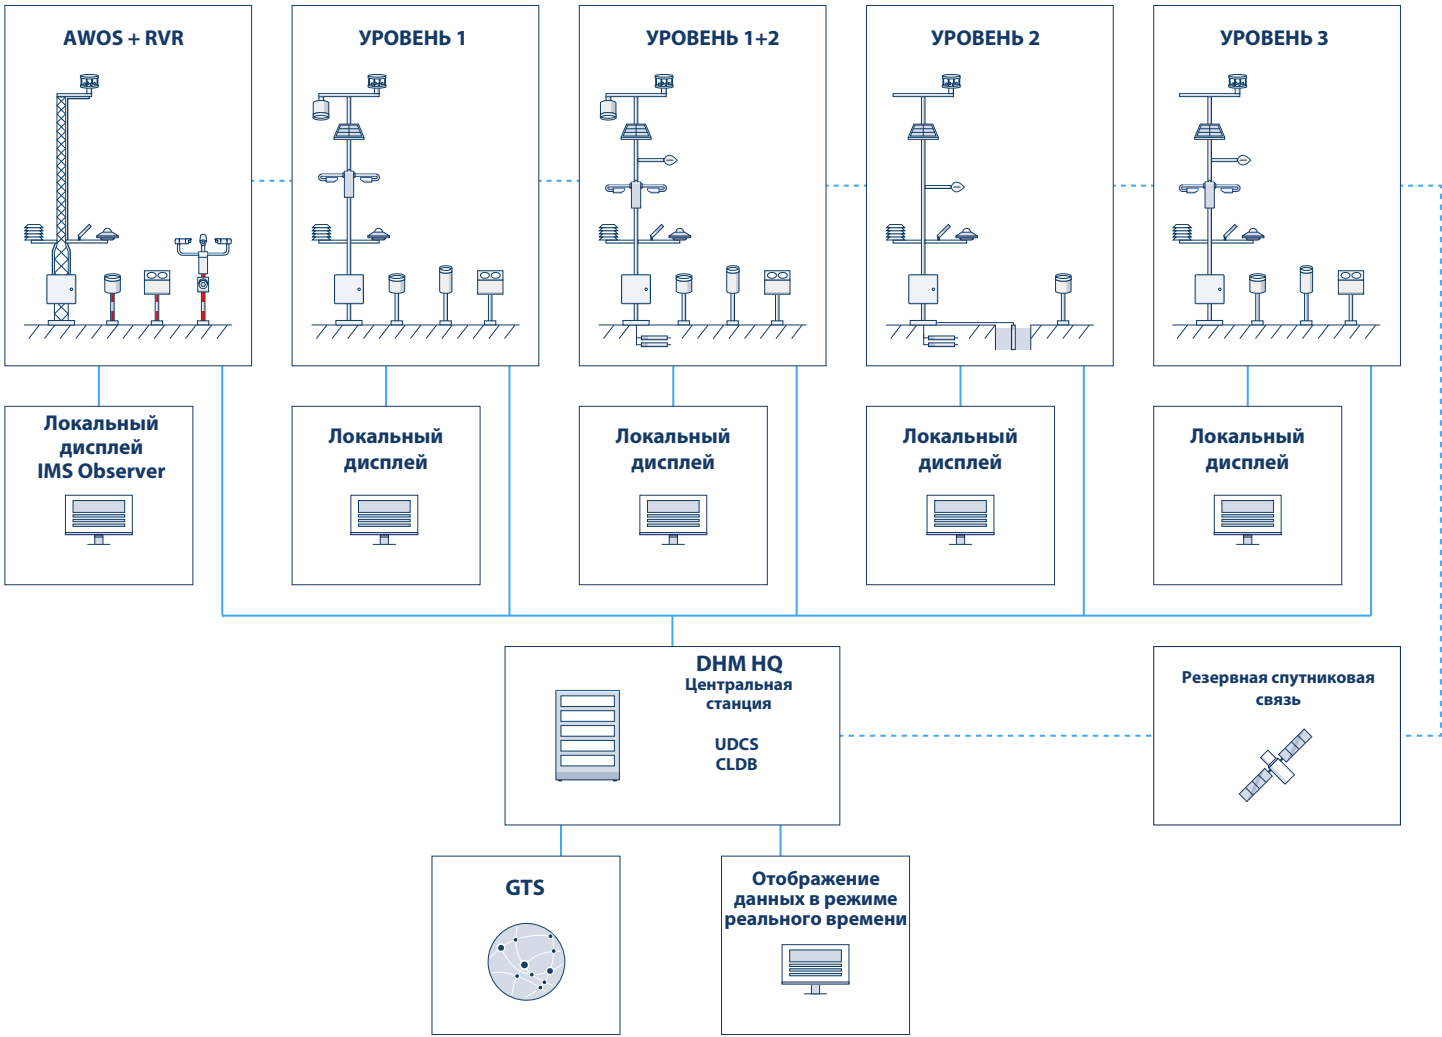 AWOS + RVR
УРОВЕНЬ 1
УРОВЕНЬ 1+2
УРОВЕНЬ 2
УРОВЕНЬ 3
Локальный
дисплей
IMS Observer
Локальный
дисплей
Локальный
дисплей
Локальный
дисплей
Локальный
дисплей
DHM HQ
Центральная
станция
UDCS
CLDB
Резервная спутниковая
связь
GTS
Отображение
данных в режиме
реального времени